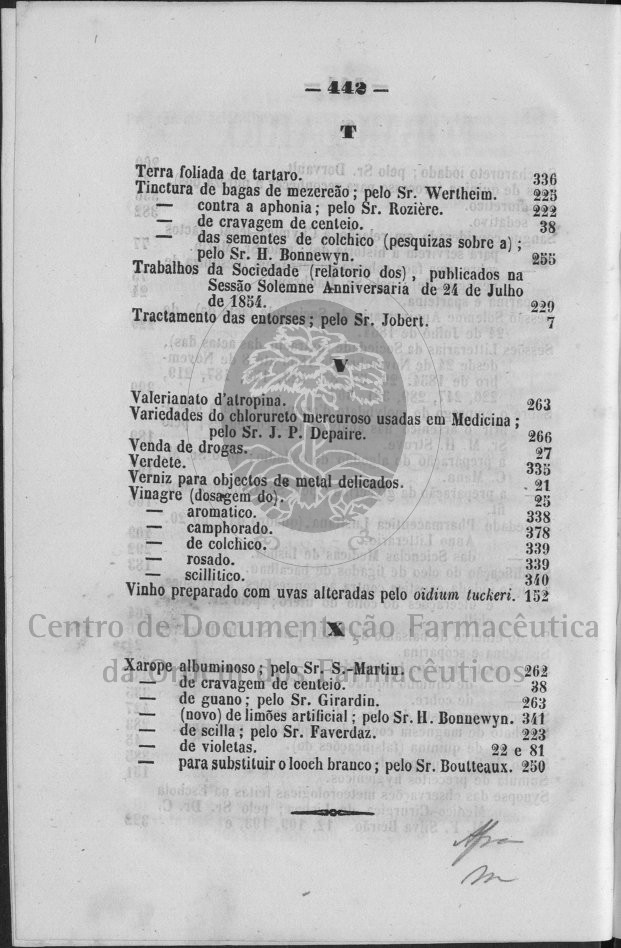 — 442 —
T
Terra foliada de tartaro. 336
Tinctura de bagas de mezereão ; pelo Sr. Wertheim. 225
— contra a aphonia ; pelo Sr. Rozière. 222
— de cravagem de centeio. 38
— das sementes de colchico (pesquizas sobre a) ;
pelo Sr. H. Bonnewyn. 255
Trabalhos da Sociedade (relatorio dos) , publicados na
Sessão Solemne Anniversaria de 24 de Julho
de 1854. 229
Tractamento das entorses ; pelo Sr. Jobert. 7
V
Valerianato d'atropina. 263
Variedades do chlorureto mercuroso usadas em Medicina ;
pelo Sr. J. P. Depaire. 266
Venda de drogas. 27
Verdete. 335
Verniz para objectos de metal delicados. 21
Vinagre (dosagem do). 25
— aromatico. 338
— camphorado. 378
— de colchico. 339
— rosado. 339
— scillitico. 340
Vinho preparado com uvas alteradas pelo oidium tuckeri. 152
Centro de Documentação Farmacêutica
X
da Ordem dos Farmacêuticos
Xarope albuminoso ; pelo Sr. S.-Martin. 262
— de cravagem de centeio. 38
— de guano ; pelo Sr. Girardin. 263
— (novo) de limões artificial ; pelo Sr. H. Bonnewyn. 341
— de scilla ; pelo Sr. Faverdaz. 223
— de violetas. 22 e 81
— para substituir o looch branco ; pelo Sr. Boutteaux. 250